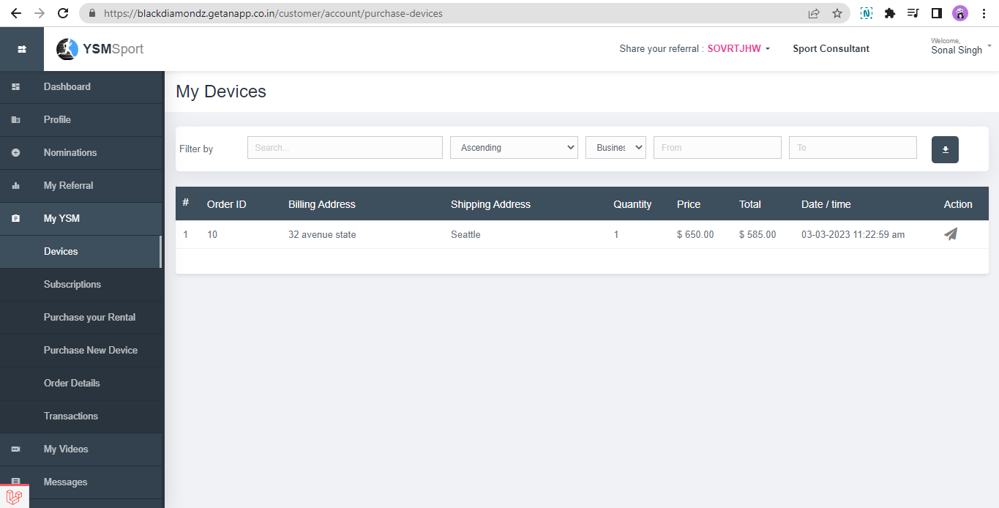 https://blackdiamondz.getanapp.co.in/customer/account/purchase-devices
YSMSport
Share your referral : SOVRTJHW
Sport Consultant
Welcome,
Sonal Singh
Dashboard
Profile
Nominations
My Referral
My YSM
Devices
Subscriptions
Purchase your Rental
Purchase New Device
Order Details
Transactions
My Videos
Messages
My Devices
Filter by Search... Ascending Busines From To
# Order ID Billing Address Shipping Address Quantity Price Total Date / time Action
1 10 32 avenue state Seattle 1 $ 650.00 $ 585.00 03-03-2023 11:22:59 am